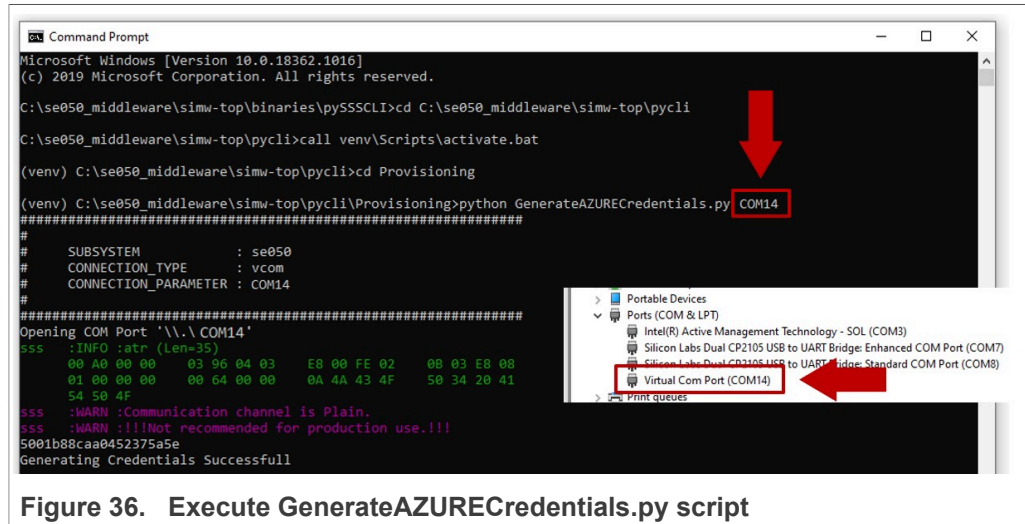 Command Prompt
Microsoft Windows [Version 10.0.18362.1016]
(c) 2019 Microsoft Corporation. All rights reserved.
C:\se050_middleware\simw-top\binaries\pySSSCLI>cd C:\se050_middleware\simw-top\pycli
C:\se050_middleware\simw-top\pycli>call venv\Scripts\activate.bat
(venv) C:\se050_middleware\simw-top\pycli>cd Provisioning
(venv) C:\se050_middleware\simw-top\pycli\Provisioning>python GenerateAZURECredentials.py COM14
#################################################################
#
#     SUBSYSTEM            : se050
#     CONNECTION_TYPE      : vcom
#     CONNECTION_PARAMETER : COM14
#
#################################################################
Opening COM Port '\\.\COM14'
sss   :INFO :atr (Len=35)
      00 A0 00 00    03 96 04 03    E8 00 FE 02    0B 03 E8 08
      01 00 00 00    00 64 00 00    0A 4A 43 4F    50 34 20 41
      54 50 4F
sss   :WARN :Communication channel is Plain.
sss   :WARN :!!!Not recommended for production use.!!!
5001b88caa0452375a5e
Generating Credentials Successfull
Portable Devices
Ports (COM & LPT)
Intel(R) Active Management Technology - SOL (COM3)
Silicon Labs Dual CP2105 USB to UART Bridge: Enhanced COM Port (COM7)
Silicon Labs Dual CP2105 USB to UART Bridge: Standard COM Port (COM8)
Virtual Com Port (COM14)
Print queues
Figure 36. Execute GenerateAZURECredentials.py script